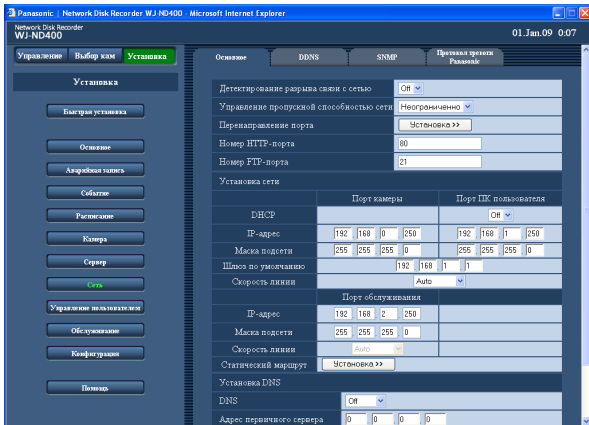 Panasonic | Network Disk Recorder WJ-ND400 - Microsoft Internet Explorer
Network Disk Recorder
WJ-ND400
01.Jan.09 0:07
Управление Выбор кам Установка
Основное DDNS SNMP Протокол тревоги Panasonic
Установка
Быстрая установка
Основное
Аварийная запись
Событие
Расписание
Камера
Сервер
Сеть
Управление пользователем
Обслуживание
Конфигурация
Помощь
Детектирование разрыва связи с сетью Off
Управление пропускной способностью сети Неограниченно
Перенаправление порта Установка >>
Номер HTTP-порта 80
Номер FTP-порта 21
Установка сети
Порт камеры Порт ПК пользователя
DHCP Off
IP-адрес 192 .168 .0 .250 192 .168 .1 .250
Маска подсети 255 .255 .255 .0 255 .255 .255 .0
Шлюз по умолчанию 192 .168 .1 .1
Скорость линии Auto
Порт обслуживания
IP-адрес 192 .168 .2 .250
Маска подсети 255 .255 .255 .0
Скорость линии Auto
Статический маршрут Установка >>
Установка DNS
DNS Off
Адрес первичного сервера 0 .0 .0 .0